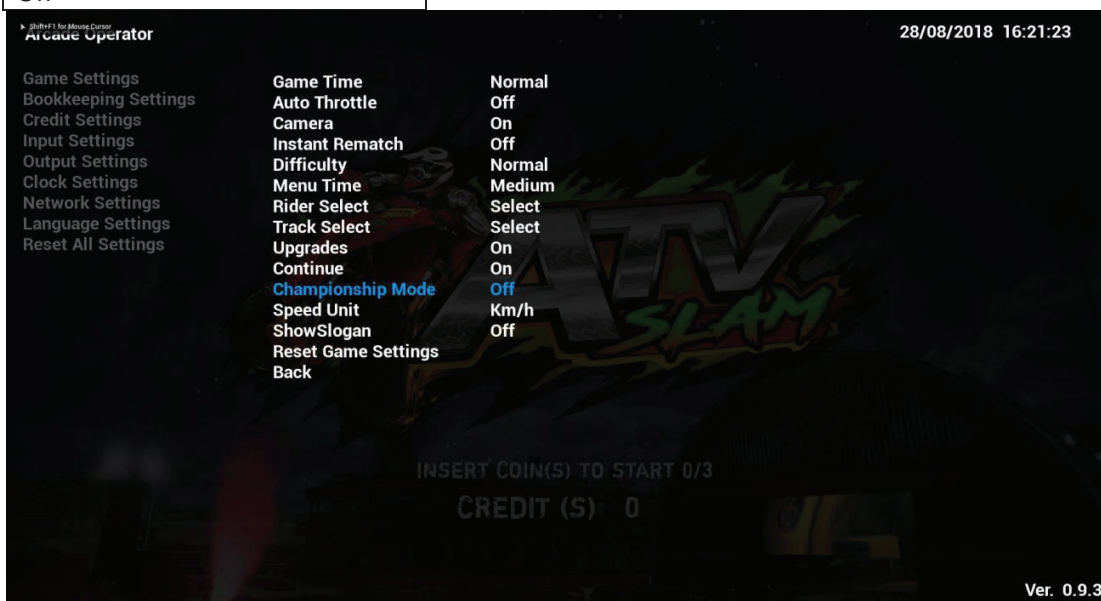 Shift+F1 for Mouse Cursor
Arcade Operator
28/08/2018 16:21:23
Game Settings
Bookkeeping Settings
Credit Settings
Input Settings
Output Settings
Clock Settings
Network Settings
Language Settings
Reset All Settings
Game Time Normal
Auto Throttle Off
Camera On
Instant Rematch Off
Difficulty Normal
Menu Time Medium
Rider Select Select
Track Select Select
Upgrades On
Continue On
Championship Mode Off
Speed Unit Km/h
ShowSlogan Off
Reset Game Settings
Back
ATV
SLAM
INSERT COIN(S) TO START 0/3
CREDIT (S) 0
Ver. 0.9.3